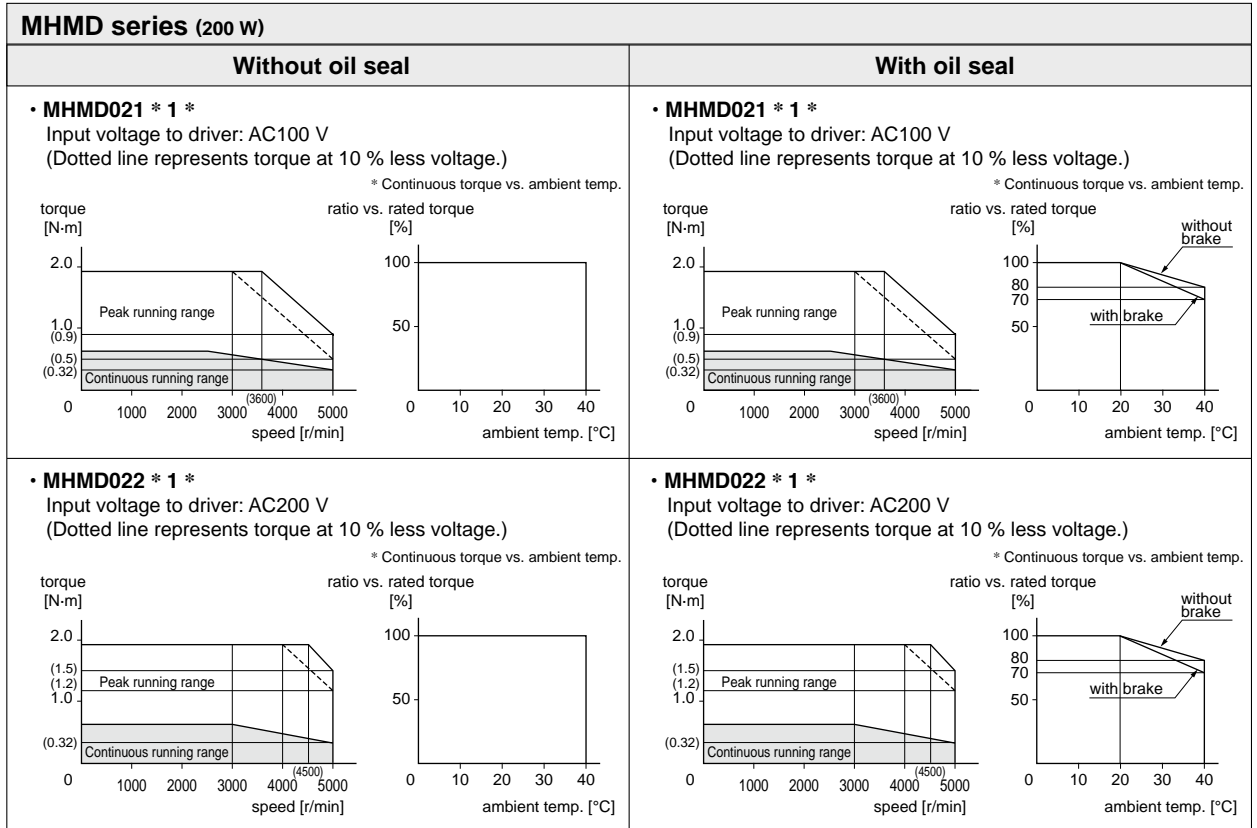 MHMD series (200 W)
Without oil seal
With oil seal
・MHMD021 * 1 *
Input voltage to driver: AC100 V
(Dotted line represents torque at 10 % less voltage.)
* Continuous torque vs. ambient temp.
torque
[N·m]
2.0
1.0
(0.9)
(0.5)
(0.32)
0
Peak running range
Continuous running range
1000 2000 3000 (3600) 4000 5000
speed [r/min]
ratio vs. rated torque
[%]
100
50
0 10 20 30 40
ambient temp. [°C]
・MHMD021 * 1 *
Input voltage to driver: AC100 V
(Dotted line represents torque at 10 % less voltage.)
* Continuous torque vs. ambient temp.
torque
[N·m]
2.0
1.0
(0.9)
(0.5)
(0.32)
0
Peak running range
Continuous running range
1000 2000 3000 (3600) 4000 5000
speed [r/min]
ratio vs. rated torque
[%]
without
brake
100
80
70
with brake
50
0 10 20 30 40
ambient temp. [°C]
・MHMD022 * 1 *
Input voltage to driver: AC200 V
(Dotted line represents torque at 10 % less voltage.)
* Continuous torque vs. ambient temp.
torque
[N·m]
2.0
(1.5)
(1.2)
1.0
(0.32)
0
Peak running range
Continuous running range
1000 2000 3000 4000 (4500) 5000
speed [r/min]
ratio vs. rated torque
[%]
100
50
0 10 20 30 40
ambient temp. [°C]
・MHMD022 * 1 *
Input voltage to driver: AC200 V
(Dotted line represents torque at 10 % less voltage.)
* Continuous torque vs. ambient temp.
torque
[N·m]
2.0
(1.5)
(1.2)
1.0
(0.32)
0
Peak running range
Continuous running range
1000 2000 3000 4000 (4500) 5000
speed [r/min]
ratio vs. rated torque
[%]
without
brake
100
80
70
with brake
50
0 10 20 30 40
ambient temp. [°C]